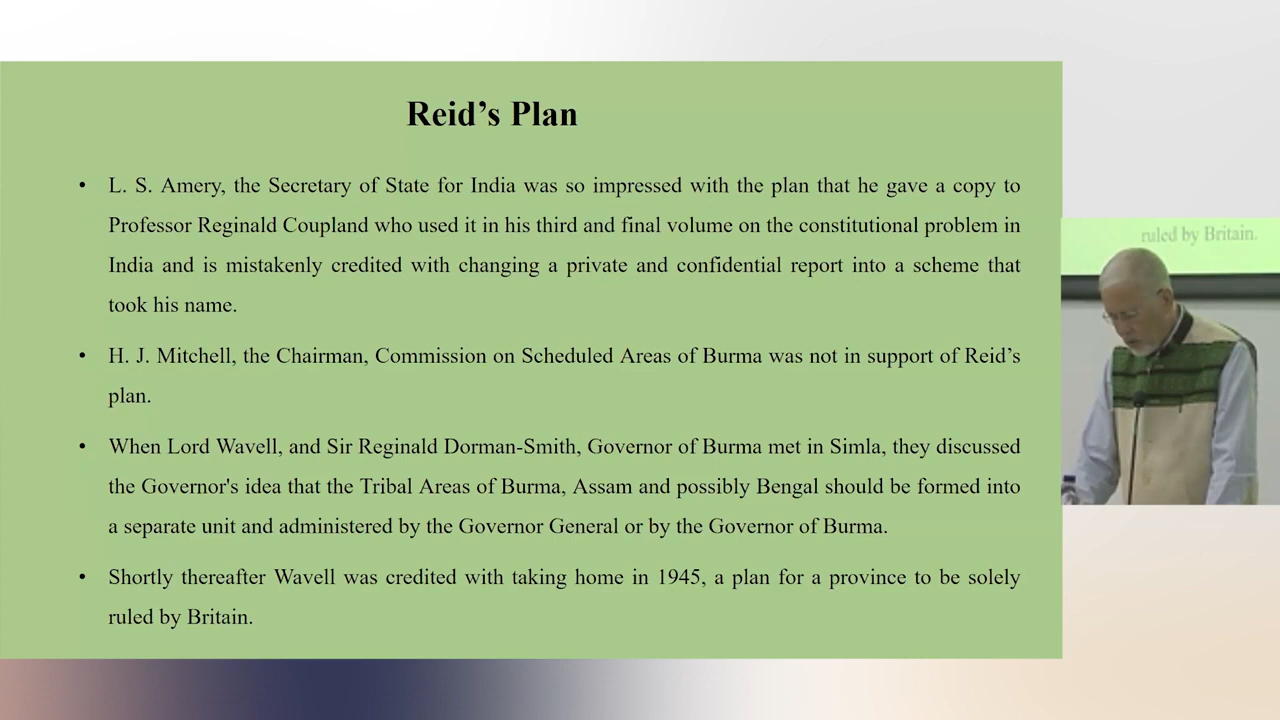 Reid’s Plan
• L. S. Amery, the Secretary of State for India was so impressed with the plan that he gave a copy to
Professor Reginald Coupland who used it in his third and final volume on the constitutional problem in
India and is mistakenly credited with changing a private and confidential report into a scheme that
took his name.
• H. J. Mitchell, the Chairman, Commission on Scheduled Areas of Burma was not in support of Reid’s
plan.
• When Lord Wavell, and Sir Reginald Dorman-Smith, Governor of Burma met in Simla, they discussed
the Governor's idea that the Tribal Areas of Burma, Assam and possibly Bengal should be formed into
a separate unit and administered by the Governor General or by the Governor of Burma.
• Shortly thereafter Wavell was credited with taking home in 1945, a plan for a province to be solely
ruled by Britain.
ruled by Britain.